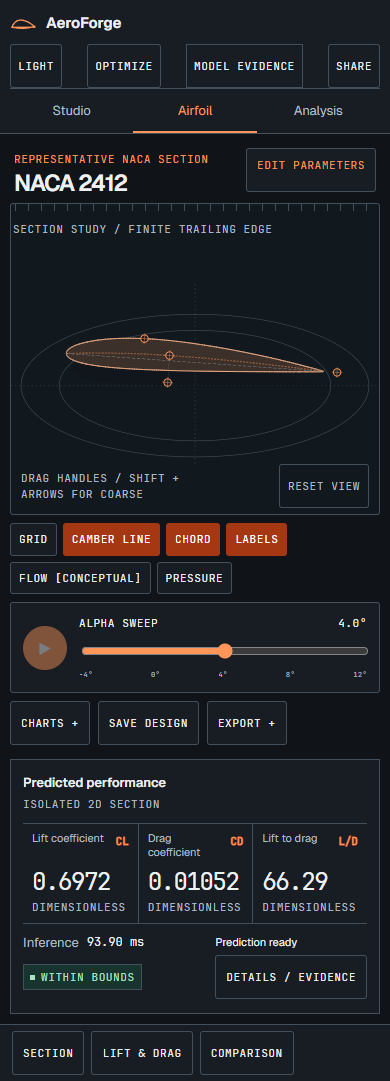 AeroForge
LIGHT
OPTIMIZE
MODEL EVIDENCE
SHARE
Studio
Airfoil
Analysis
REPRESENTATIVE NACA SECTION
NACA 2412
EDIT PARAMETERS
SECTION STUDY / FINITE TRAILING EDGE
DRAG HANDLES / SHIFT +
ARROWS FOR COARSE
RESET VIEW
GRID
CAMBER LINE
CHORD
LABELS
FLOW [CONCEPTUAL]
PRESSURE
ALPHA SWEEP
4.0°
-4°
0°
4°
8°
12°
CHARTS +
SAVE DESIGN
EXPORT +
Predicted performance
ISOLATED 2D SECTION
Lift coefficient
CL
0.6972
DIMENSIONLESS
Drag
coefficient
CD
0.01052
DIMENSIONLESS
Lift to drag
L/D
66.29
DIMENSIONLESS
Inference 93.90 ms
WITHIN BOUNDS
Prediction ready
DETAILS / EVIDENCE
SECTION
LIFT & DRAG
COMPARISON